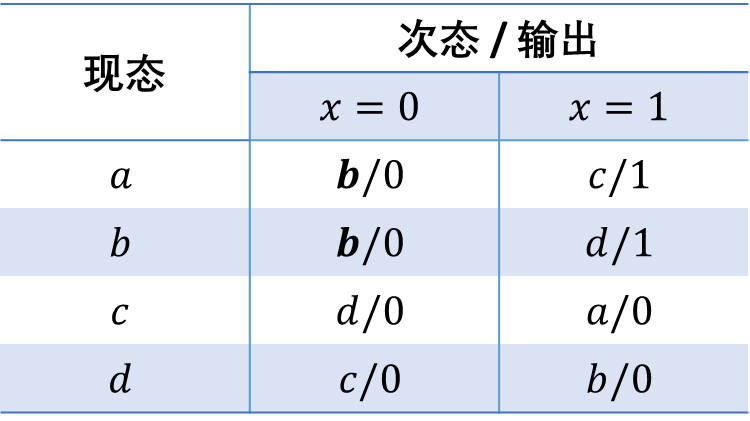 现态 次态 / 输出
x = 0 x = 1
a b/0 c/1
b b/0 d/1
c d/0 a/0
d c/0 b/0